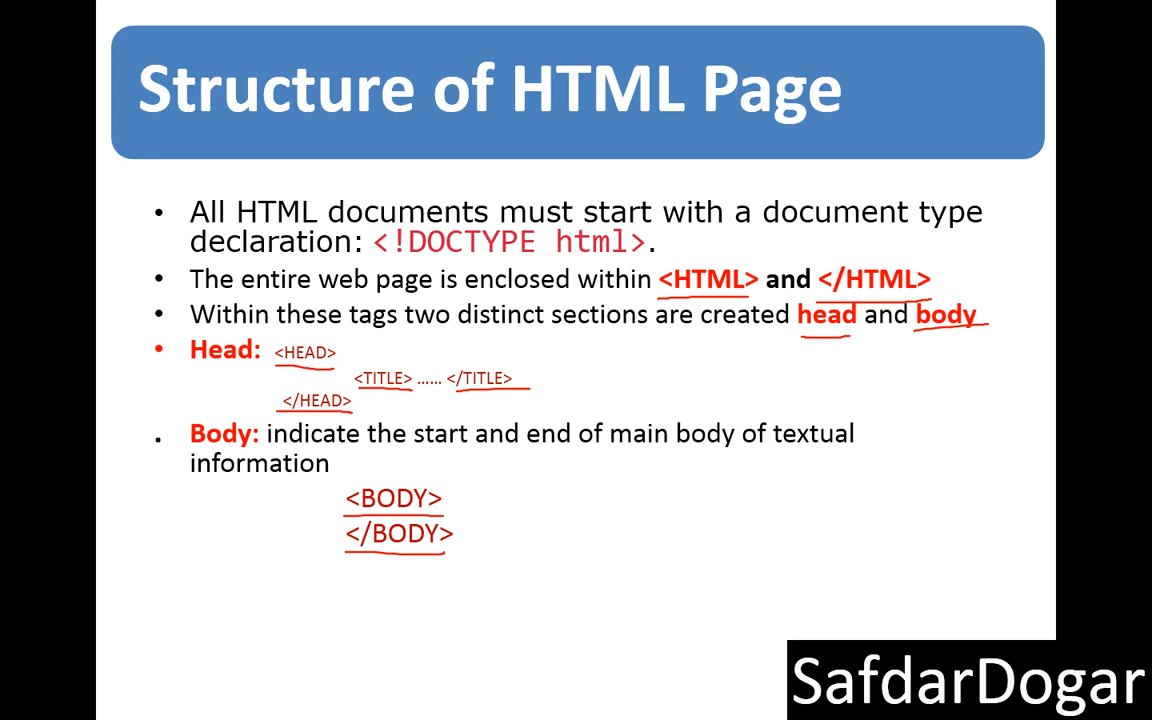 Structure of HTML Page
• All HTML documents must start with a document type
declaration: <!DOCTYPE html>.
• The entire web page is enclosed within <HTML> and </HTML>
• Within these tags two distinct sections are created head and body
• Head: <HEAD>
<TITLE> ...... </TITLE>
</HEAD>
. Body: indicate the start and end of main body of textual
information
<BODY>
</BODY>
SafdarDogar